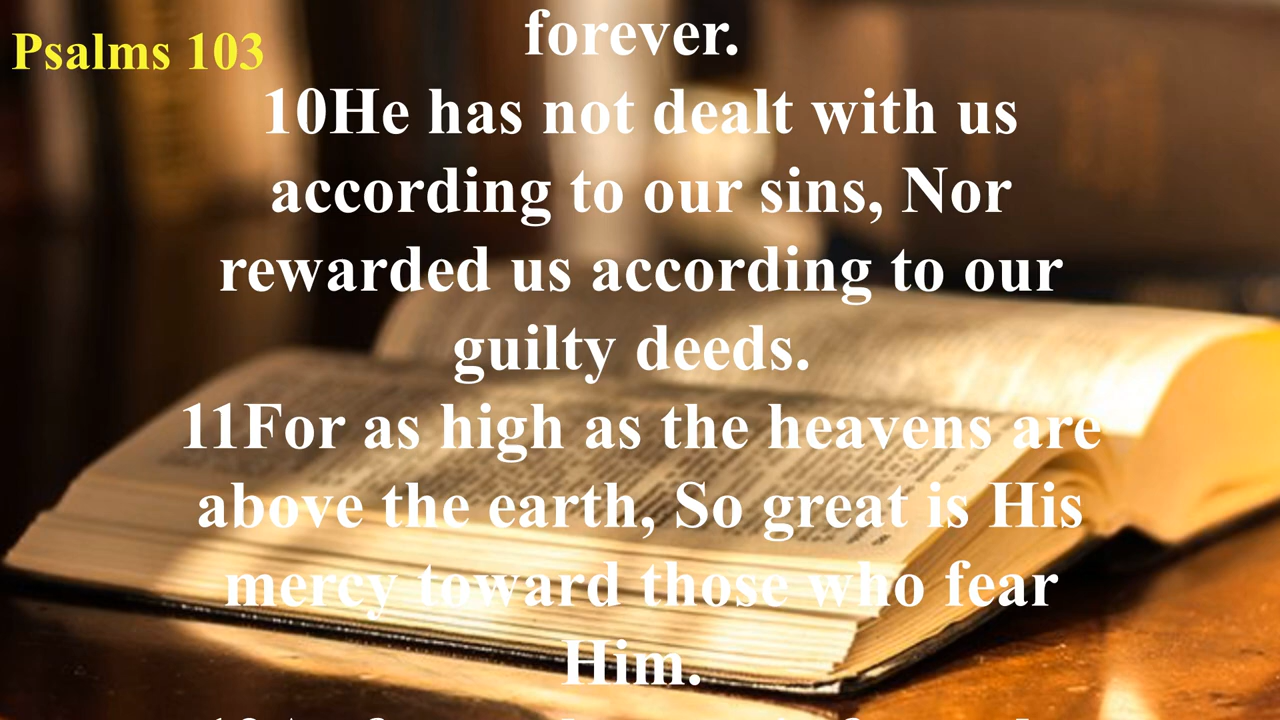 Psalms 103
forever.
10He has not dealt with us
according to our sins, Nor
rewarded us according to our
guilty deeds.
11For as high as the heavens are
above the earth, So great is His
mercy toward those who fear
Him.